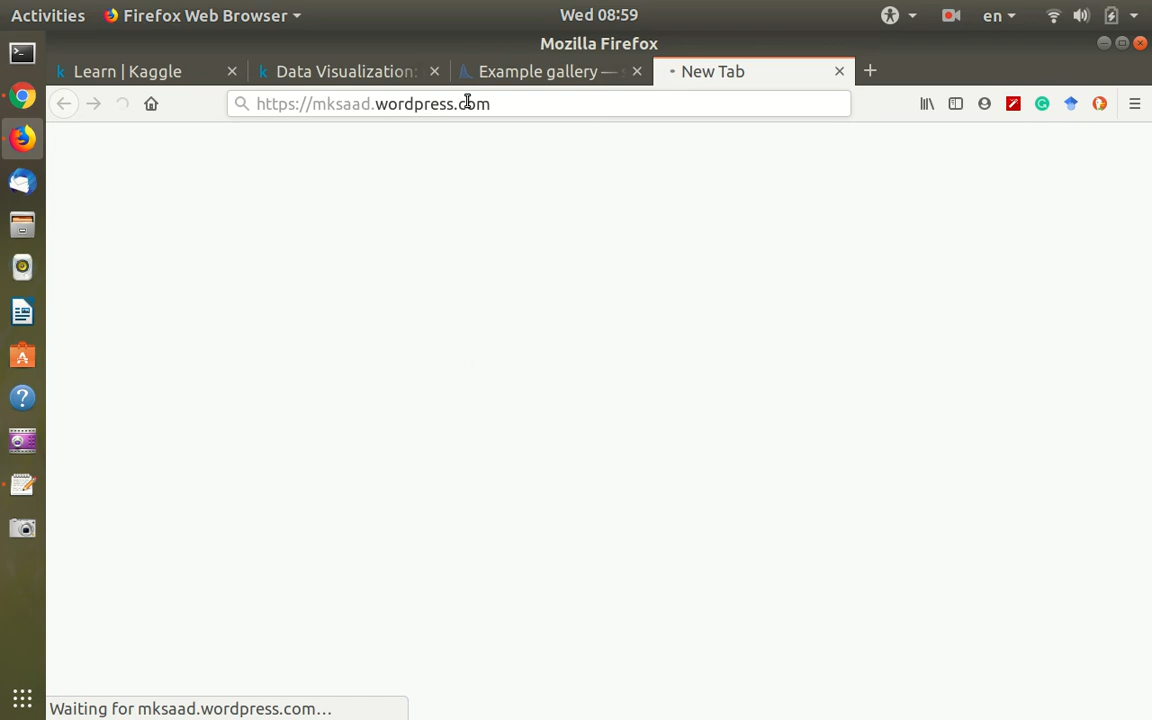 Activities Firefox Web Browser Wed 08:59 en
Mozilla Firefox
Learn | Kaggle Data Visualization: Example gallery — New Tab
https://mksaad.wordpress.com
Waiting for mksaad.wordpress.com...